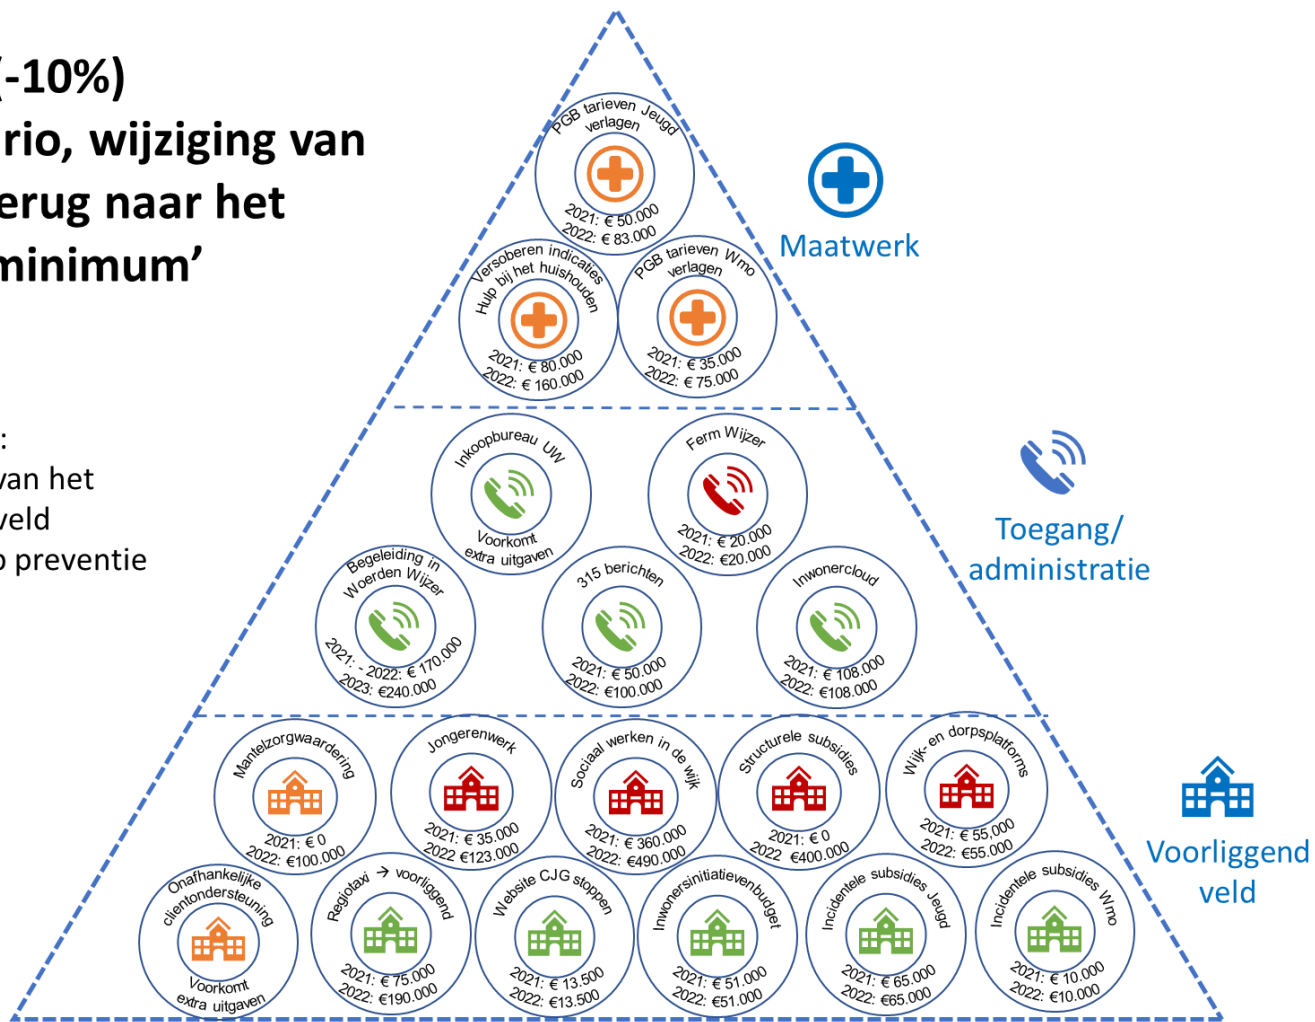 (-10%)
rio, wijziging van
erug naar het
minimum’
:
van het
veld
p preventie
PGB tarieven Jeugd
verlagen
2021: € 50.000
2022: € 83.000
Maatwerk
Versoberen indicaties
Hulp bij het huishouden
2021: € 80.000
2022: € 160.000
PGB tarieven Wmo
verlagen
2021: € 35.000
2022: € 75.000
Inkoopbureau UW
Voorkomt
extra uitgaven
Ferm Wijzer
2021: € 20.000
2022: €20.000
Toegang/
administratie
Begeleiding in
Woerden Wijzer
2021: - 2022: € 170.000
2023: €240.000
315 berichten
2021: € 50.000
2022: €100.000
Inwonercloud
2021: € 108.000
2022: €108.000
Mantelzorgwaardering
2021: € 0
2022: €100.000
Jongerenwerk
2021: € 35.000
2022 €123.000
Sociaal werken in de wijk
2021: € 360.000
2022: €490.000
Structurele subsidies
2021: € 0
2022 €400.000
Wijk- en dorpsplatforms
2021: € 55,000
2022: €55.000
Voorliggend
veld
Onafhankelijke
clientondersteuning
Voorkomt
extra uitgaven
Regiotaxi → voorliggend
2021: € 75.000
2022: €190.000
Website CJG stoppen
2021: € 13.500
2022: €13.500
Inwonersinitiatievenbudget
2021: € 51.000
2022: €51.000
Incidentele subsidies Jeugd
2021: € 65.000
2022: €65.000
Incidentele subsidies Wmo
2021: € 10.000
2022: €10.000